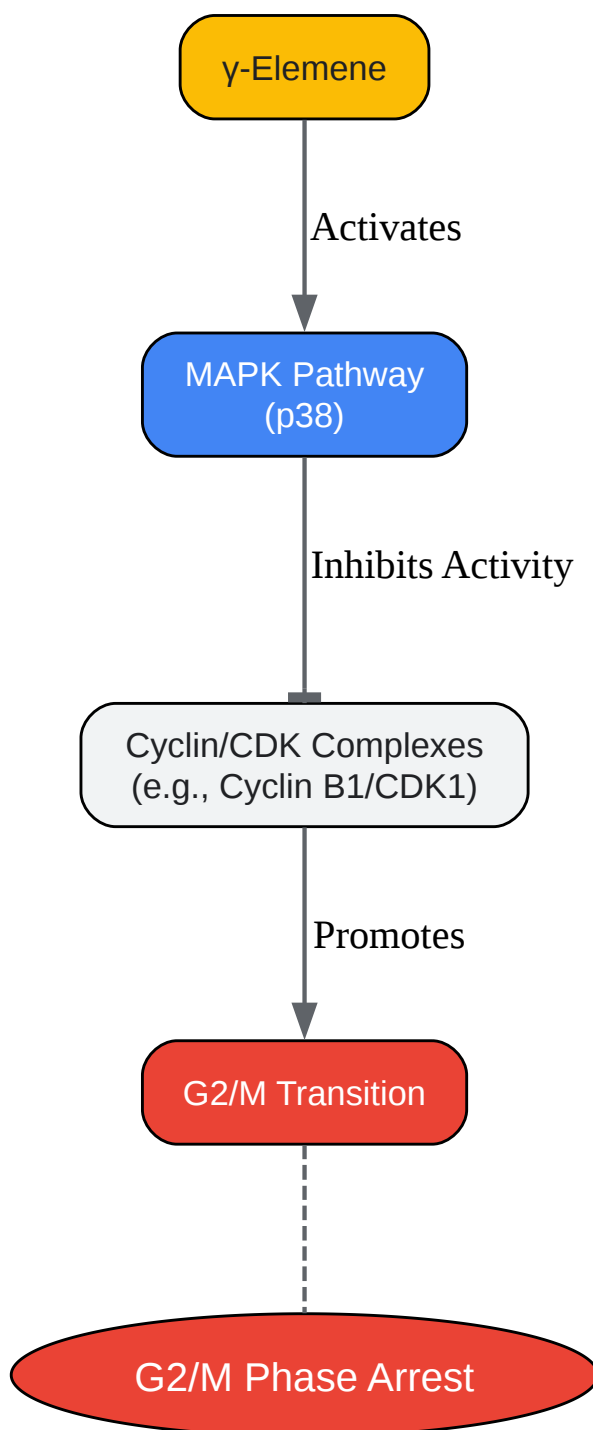 γ-Elemene
Activates
MAPK Pathway
(p38)
Inhibits Activity
Cyclin/CDK Complexes
(e.g., Cyclin B1/CDK1)
Promotes
G2/M Transition
G2/M Phase Arrest